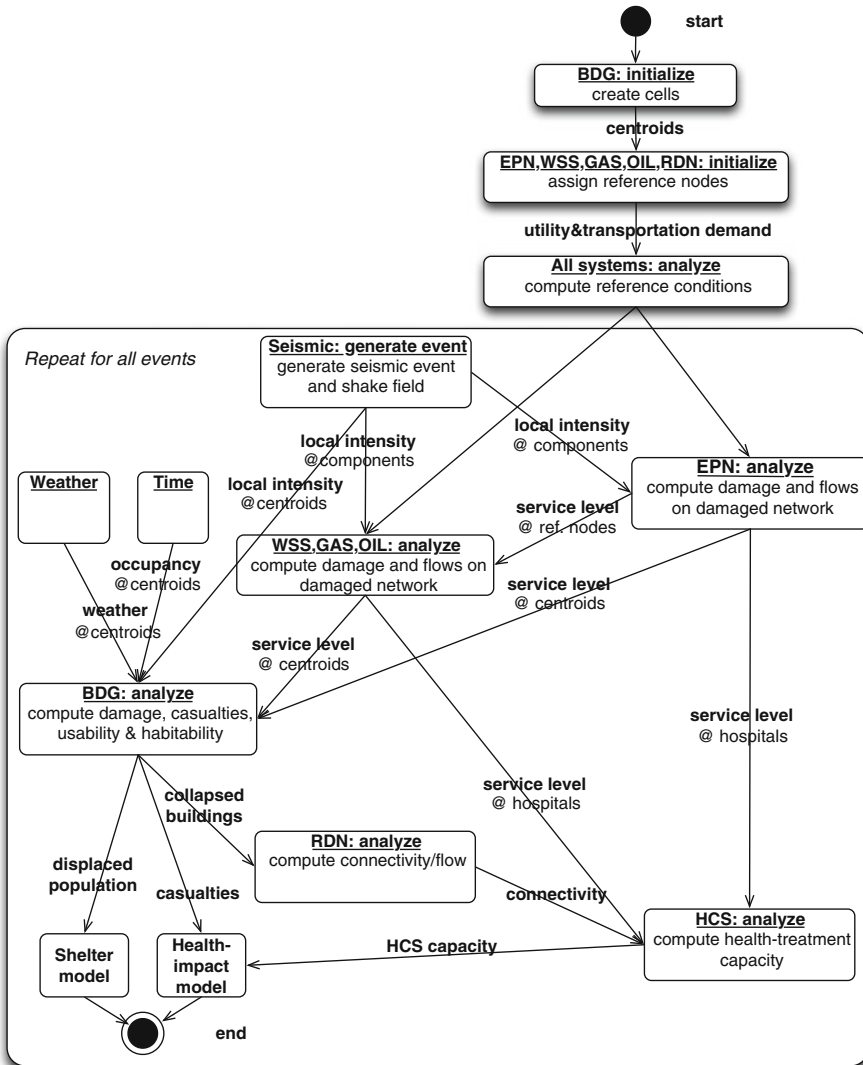 start
BDG: initialize
create cells
centroids
EPN,WSS,GAS,OIL,RDN: initialize
assign reference nodes
utility&transportation demand
All systems: analyze
compute reference conditions
Repeat for all events
Seismic: generate event
generate seismic event
and shake field
local intensity
@ components
local intensity
@components
EPN: analyze
compute damage and flows
on damaged network
Weather
Time
local intensity
@centroids
service level
@ ref. nodes
WSS,GAS,OIL: analyze
compute damage and flows on
damaged network
occupancy
@centroids
service level
@ centroids
weather
@centroids
service level
@ centroids
BDG: analyze
compute damage, casualties,
usability & habitability
service level
@ hospitals
service level
@ hospitals
collapsed
buildings
RDN: analyze
compute connectivity/flow
displaced
population
casualties
connectivity
HCS: analyze
compute health-treatment
capacity
HCS capacity
Shelter
model
Health-
impact
model
end